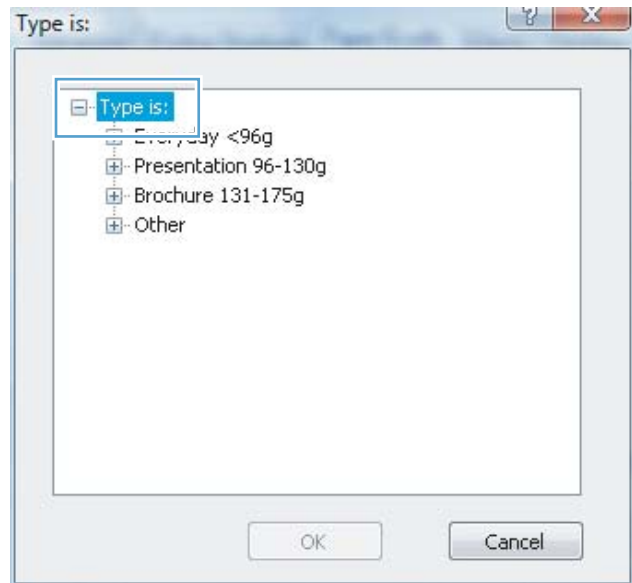 Type is:
Type is:
Everyday <96g
Presentation 96-130g
Brochure 131-175g
Other
OK
Cancel